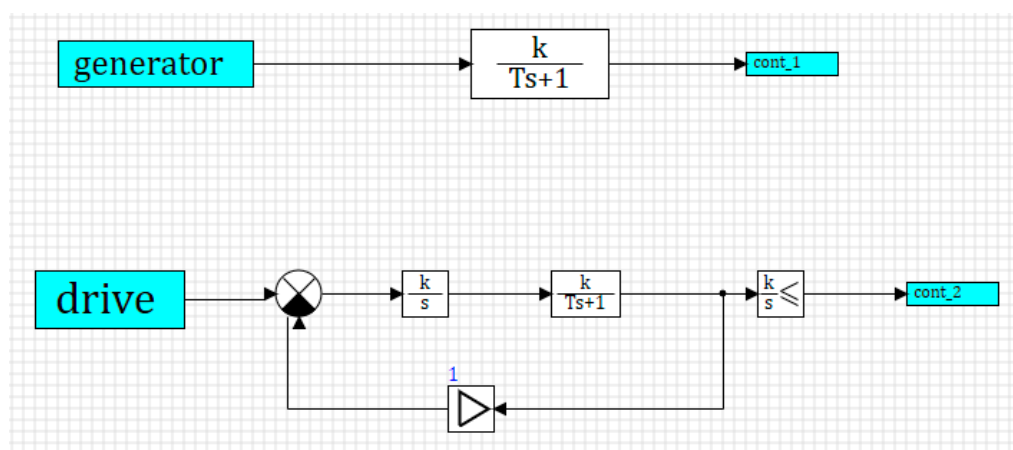 generator
k
Ts+1
cont_1
drive
k
s
k
Ts+1
k
s ≤
cont_2
1